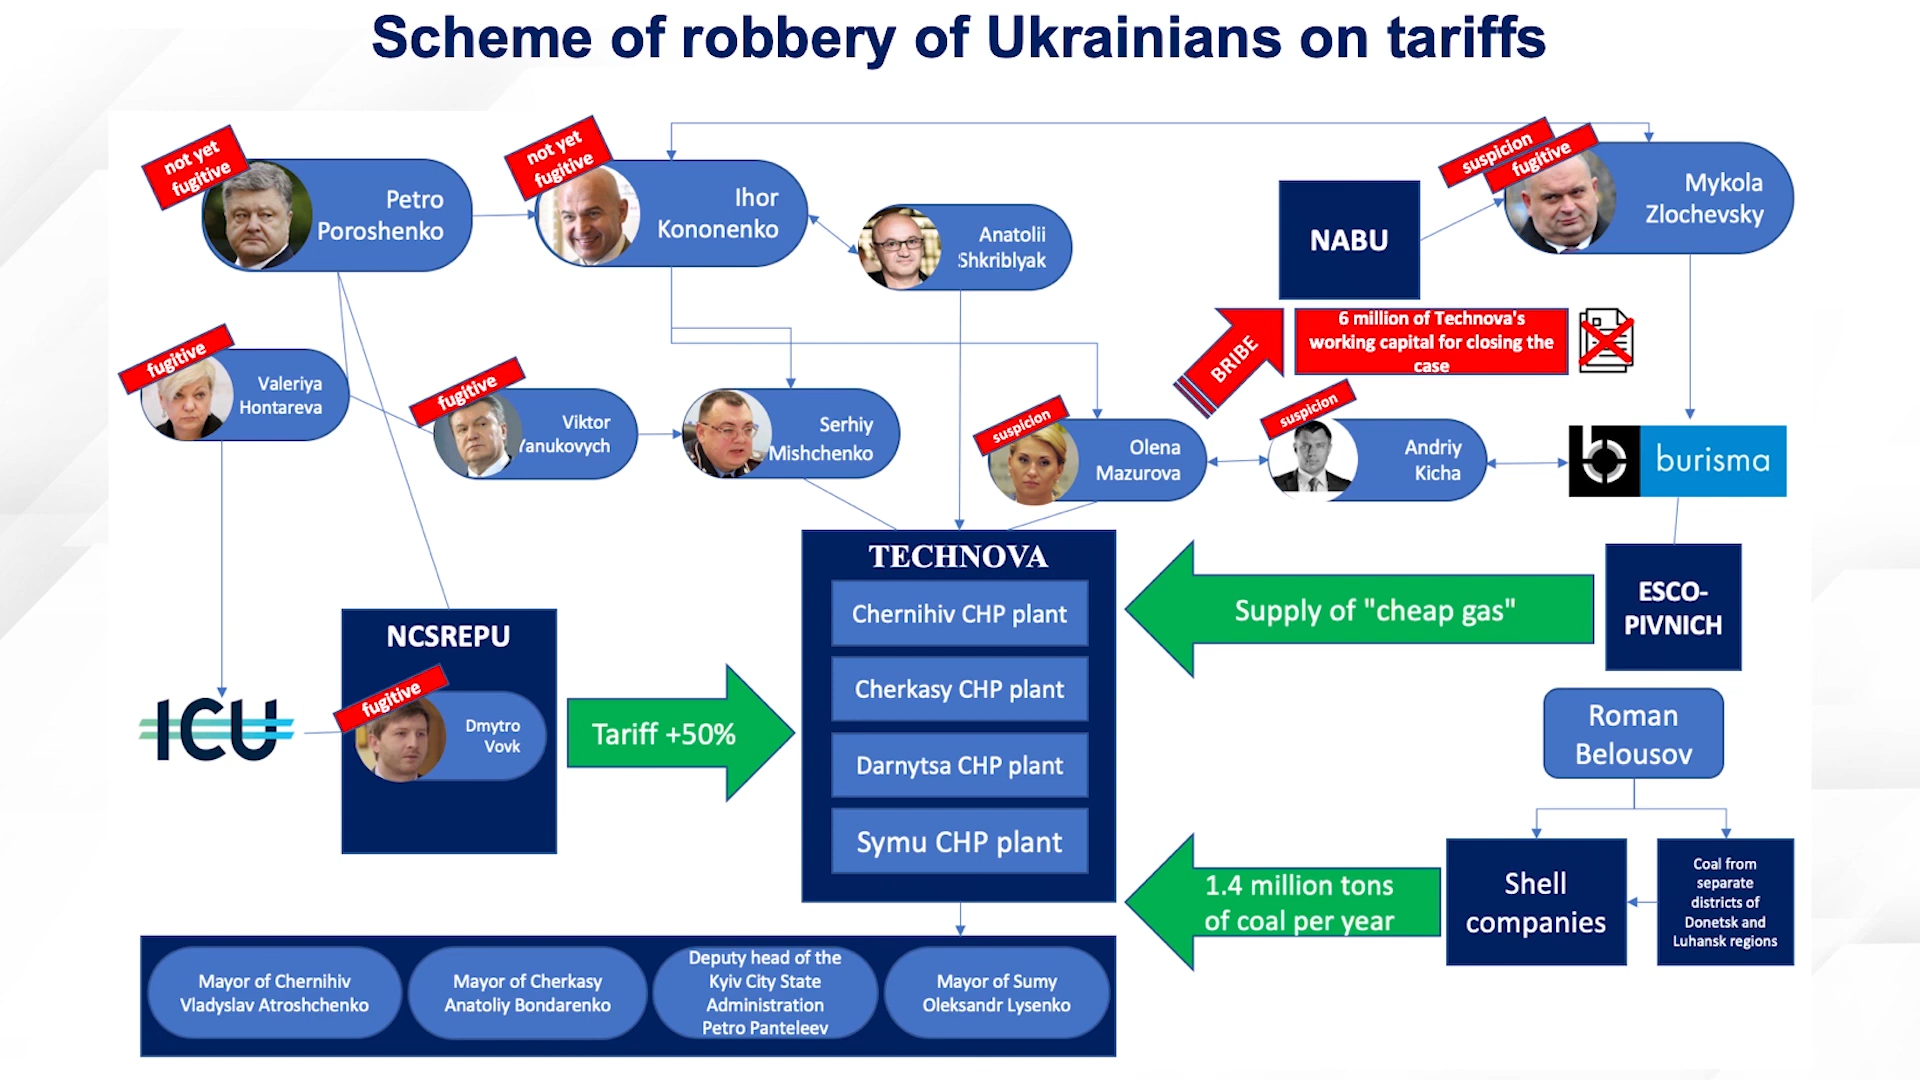 Scheme of robbery of Ukrainians on tariffs
not yet
fugitive
Petro
Poroshenko
not yet
fugitive
Ihor
Kononenko
Anatolii
Shkriblyak
NABU
suspicion
fugitive
Mykola
Zlochevsky
BRIBE
6 million of Technova's
working capital for closing the
case
fugitive
Valeriya
Hontareva
fugitive
Viktor
Yanukovych
Serhiy
Mishchenko
suspicion
Olena
Mazurova
suspicion
Andriy
Kicha
burisma
TECHNOVA
Chernihiv CHP plant
Cherkasy CHP plant
Darnytsa CHP plant
Symu CHP plant
Supply of "cheap gas"
ESCO-
PIVNICH
NCSREPU
fugitive
Dmytro
Vovk
ICU
Tariff +50%
Roman
Belousov
1.4 million tons
of coal per year
Shell
companies
Coal from
separate
districts of
Donetsk and
Luhansk regions
Mayor of Chernihiv
Vladyslav Atroshchenko
Mayor of Cherkasy
Anatoliy Bondarenko
Deputy head of the
Kyiv City State
Administration
Petro Panteleev
Mayor of Sumy
Oleksandr Lysenko